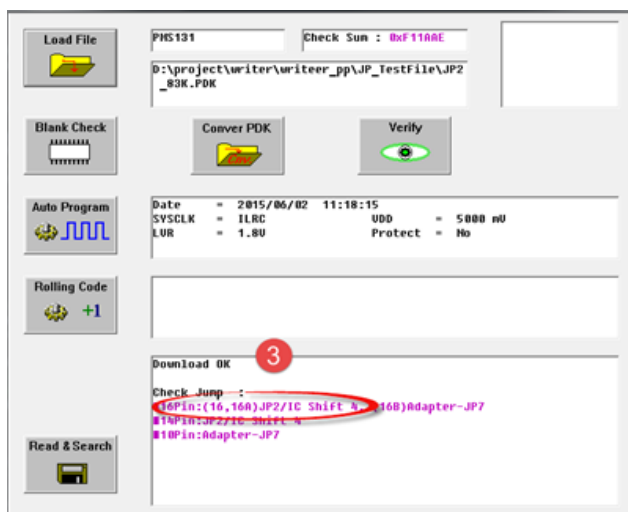 Load File
PMS131
Check Sum : 0xF11AAE
D:\project\writer\writeer_pp\JP_TestFile\JP2
_83K.PDK
Blank Check
Conver PDK
Verify
Auto Program
Date = 2015/06/02 11:18:15
SYSCLK = ILRC VDD = 5000 mV
LVR = 1.8V Protect = No
Rolling Code
+1
Download OK
3
Check Jump :
16Pin:(16,16A)JP2/IC Shift 4, (16B)Adapter-JP7
14Pin:JP2/IC Shift 4
10Pin:Adapter-JP7
Read & Search